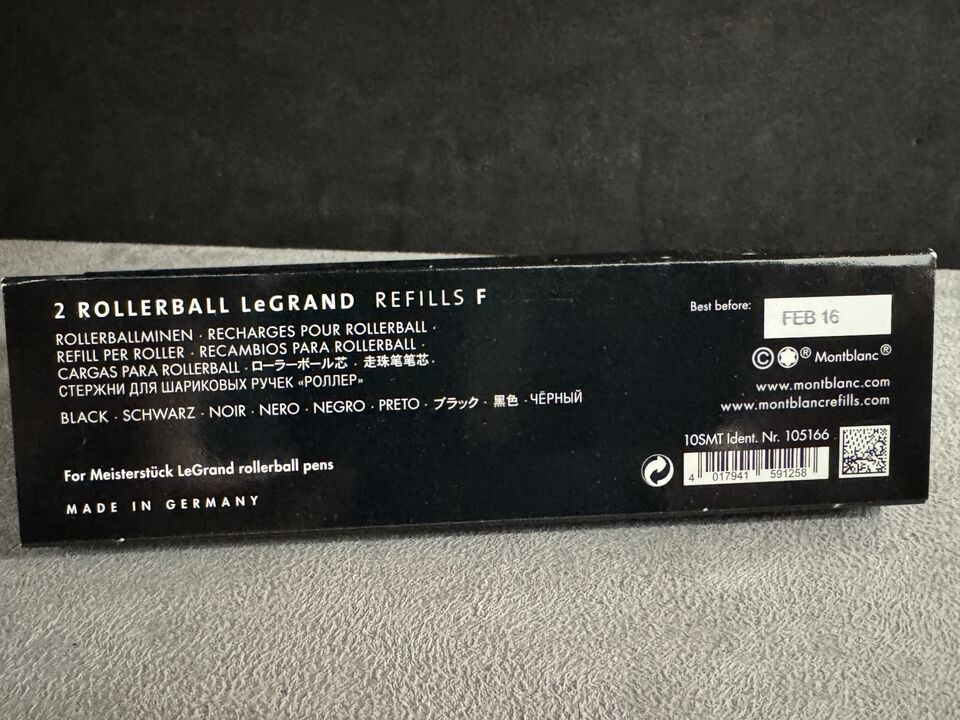 2 ROLLERBALL LeGRAND REFILLS F
ROLLERBALLMINEN · RECHARGES POUR ROLLERBALL ·
REFILL PER ROLLER · RECAMBIOS PARA ROLLERBALL ·
CARGAS PARA ROLLERBALL · ローラーボール芯 · 走珠笔笔芯 ·
СТЕРЖНИ ДЛЯ ШАРИКОВЫХ РУЧЕК «РОЛЛЕР»
BLACK · SCHWARZ · NOIR · NERO · NEGRO · PRETO · ブラック · 黑色 · ЧЁРНЫЙ
For Meisterstück LeGrand rollerball pens
MADE IN GERMANY
Best before: FEB 16
© ® Montblanc®
www.montblanc.com
www.montblancrefills.com
10SMT Ident. Nr. 105166
4 017941 591258